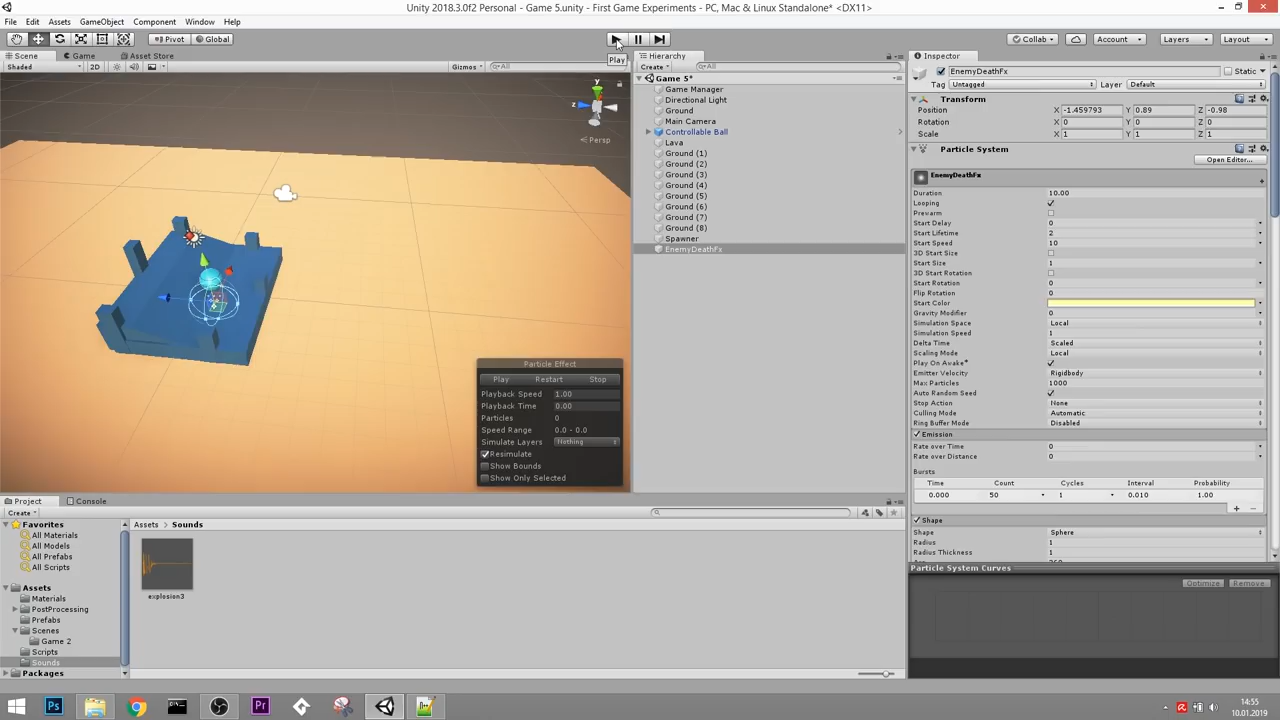 Unity 2018.3.0f2 Personal - Game 5.unity - First Game Experiments - PC, Mac & Linux Standalone* <DX11>
File Edit Assets GameObject Component Window Help
Pivot Global Collab Account Layers Layout
Play
Scene Game Asset Store
Shaded 2D Gizmos All
y
z
Persp
Hierarchy
Create All
Game 5*
Game Manager
Directional Light
Ground
Main Camera
Controllable Ball
Lava
Ground (1)
Ground (2)
Ground (3)
Ground (4)
Ground (5)
Ground (6)
Ground (7)
Ground (8)
Spawner
EnemyDeathFx
Particle Effect
Play Restart Stop
Playback Speed 1.00
Playback Time 0.00
Particles 0
Speed Range 0.0 - 0.0
Simulate Layers Nothing
Resimulate
Show Bounds
Show Only Selected
Inspector
EnemyDeathFx Static
Tag Untagged Layer Default
Transform
Position X -1.459793 Y 0.89 Z -0.98
Rotation X 0 Y 0 Z 0
Scale X 1 Y 1 Z 1
Particle System
Open Editor...
EnemyDeathFx
Duration 10.00
Looping
Prewarm
Start Delay 0
Start Lifetime 2
Start Speed 10
3D Start Size
Start Size 1
3D Start Rotation
Start Rotation 0
Flip Rotation 0
Start Color
Gravity Modifier 0
Simulation Space Local
Simulation Speed 1
Delta Time Scaled
Scaling Mode Local
Play On Awake*
Emitter Velocity Rigidbody
Max Particles 1000
Auto Random Seed
Stop Action None
Culling Mode Automatic
Ring Buffer Mode Disabled
Emission
Rate over Time 0
Rate over Distance 0
Bursts
Time Count Cycles Interval Probability
0.000 50 1 0.010 1.00
Shape
Shape Sphere
Radius 1
Radius Thickness 1
Particle System Curves
Optimize Remove
Project Console
Create
Favorites
All Materials
All Models
All Prefabs
All Scripts
Assets
Materials
PostProcessing
Prefabs
Scenes
Game 2
Scripts
Sounds
Packages
Assets Sounds
explosion3
14:55
10.01.2019